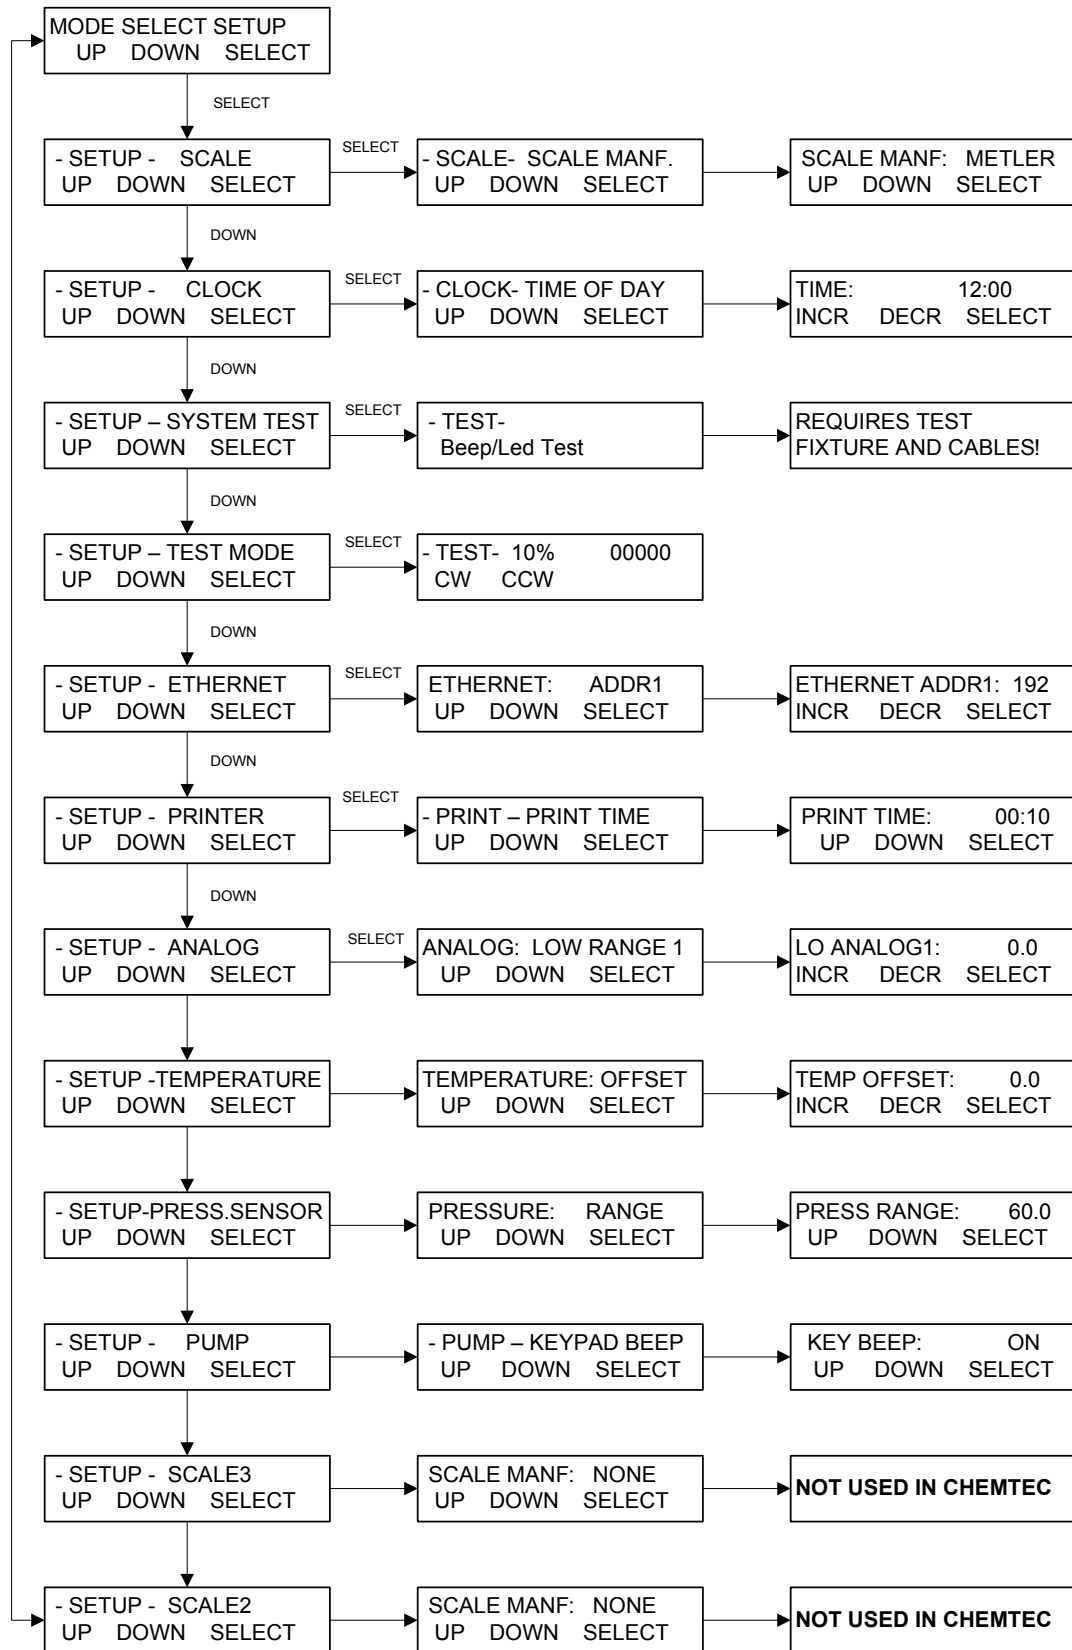 MODE SELECT SETUP
UP DOWN SELECT
SELECT
- SETUP - SCALE
UP DOWN SELECT
SELECT
- SCALE- SCALE MANF.
UP DOWN SELECT
SCALE MANF: METLER
UP DOWN SELECT
DOWN
- SETUP - CLOCK
UP DOWN SELECT
SELECT
- CLOCK- TIME OF DAY
UP DOWN SELECT
TIME: 12:00
INCR DECR SELECT
DOWN
- SETUP – SYSTEM TEST
UP DOWN SELECT
SELECT
- TEST-
Beep/Led Test
REQUIRES TEST
FIXTURE AND CABLES!
DOWN
- SETUP – TEST MODE
UP DOWN SELECT
SELECT
- TEST- 10% 00000
CW CCW
DOWN
- SETUP - ETHERNET
UP DOWN SELECT
SELECT
ETHERNET: ADDR1
UP DOWN SELECT
ETHERNET ADDR1: 192
INCR DECR SELECT
DOWN
- SETUP - PRINTER
UP DOWN SELECT
SELECT
- PRINT – PRINT TIME
UP DOWN SELECT
PRINT TIME: 00:10
UP DOWN SELECT
DOWN
- SETUP - ANALOG
UP DOWN SELECT
SELECT
ANALOG: LOW RANGE 1
UP DOWN SELECT
LO ANALOG1: 0.0
INCR DECR SELECT
- SETUP -TEMPERATURE
UP DOWN SELECT
TEMPERATURE: OFFSET
UP DOWN SELECT
TEMP OFFSET: 0.0
INCR DECR SELECT
- SETUP-PRESS.SENSOR
UP DOWN SELECT
PRESSURE: RANGE
UP DOWN SELECT
PRESS RANGE: 60.0
UP DOWN SELECT
- SETUP - PUMP
UP DOWN SELECT
- PUMP – KEYPAD BEEP
UP DOWN SELECT
KEY BEEP: ON
UP DOWN SELECT
- SETUP - SCALE3
UP DOWN SELECT
SCALE MANF: NONE
UP DOWN SELECT
NOT USED IN CHEMTEC
- SETUP - SCALE2
UP DOWN SELECT
SCALE MANF: NONE
UP DOWN SELECT
NOT USED IN CHEMTEC